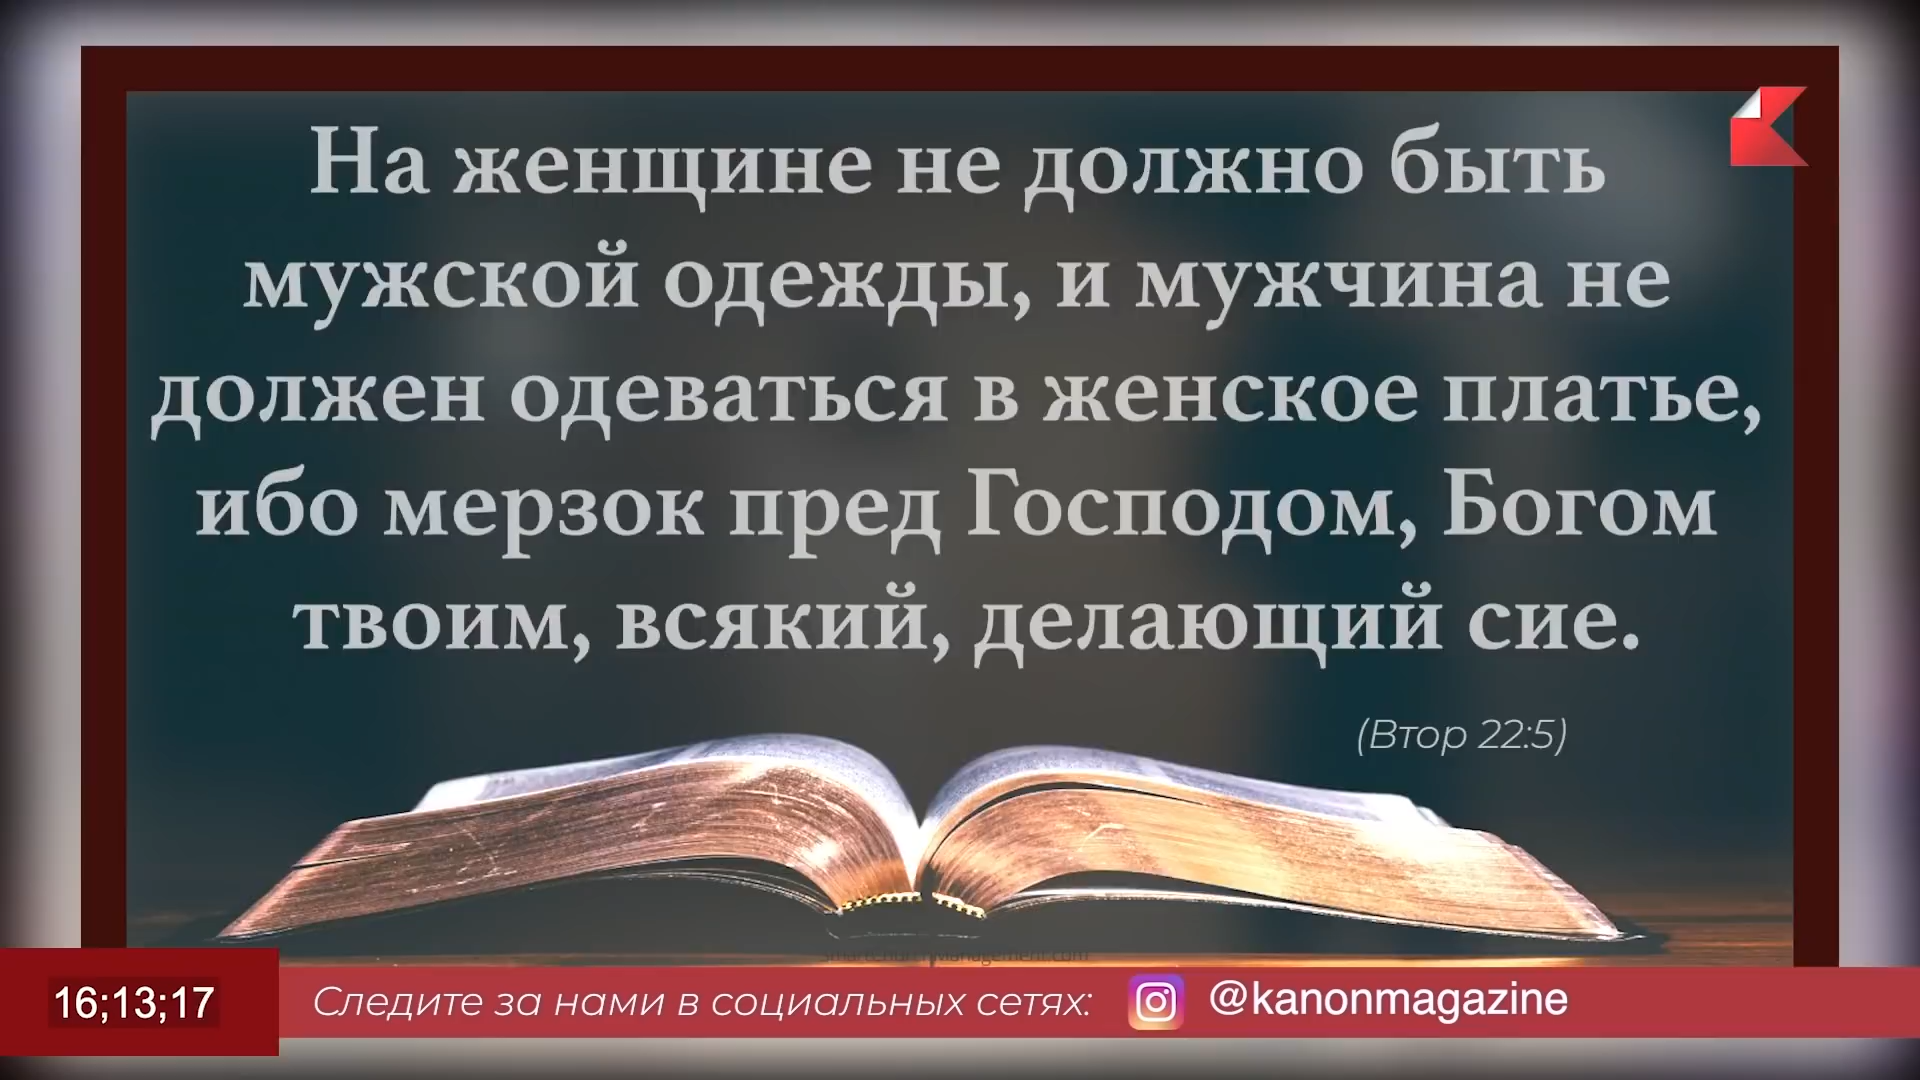 На женщине не должно быть
мужской одежды, и мужчина не
должен одеваться в женское платье,
ибо мерзок пред Господом, Богом
твоим, всякий, делающий сие.
(Втор 22:5)
16;13;17
Следите за нами в социальных сетях: @kanonmagazine